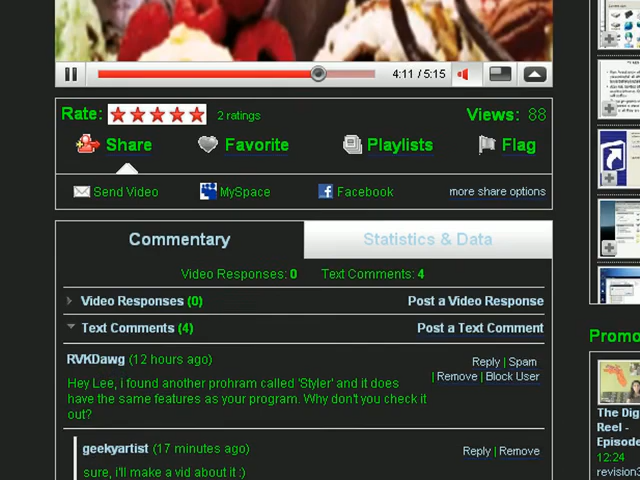 4:11 / 5:15
Rate: 2 ratings Views: 88
Share Favorite Playlists Flag
Send Video MySpace Facebook more share options
Commentary Statistics & Data
Video Responses: 0 Text Comments: 4
Video Responses (0) Post a Video Response
Text Comments (4) Post a Text Comment
RVKDawg (12 hours ago) Reply | Spam
| Remove | Block User
Hey Lee, i found another prohram called 'Styler' and it does
have the same features as your program. Why don't you check it
out?
geekyartist (17 minutes ago) Reply | Remove
sure, i'll make a vid about it :)
Promo
The Dig
Reel -
Episode
12:24
revision3